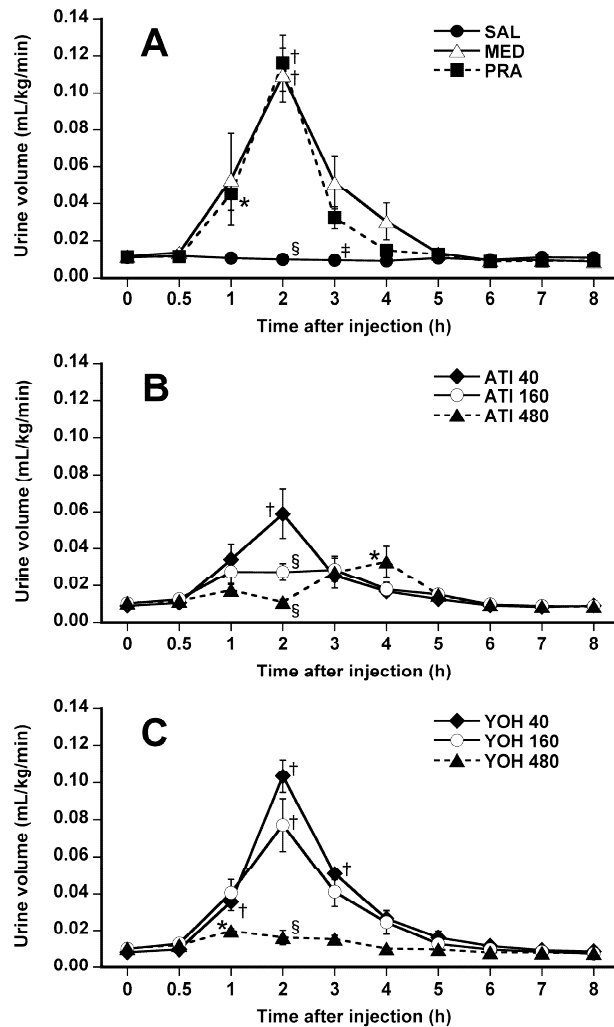 A
SAL
MED
PRA
Urine volume (mL/kg/min)
0.14
0.12
0.10
0.08
0.06
0.04
0.02
0.00
†
†
*
§
‡
0 0.5 1 2 3 4 5 6 7 8
Time after injection (h)
B
ATI 40
ATI 160
ATI 480
Urine volume (mL/kg/min)
0.14
0.12
0.10
0.08
0.06
0.04
0.02
0.00
†
§
*
§
0 0.5 1 2 3 4 5 6 7 8
Time after injection (h)
C
YOH 40
YOH 160
YOH 480
Urine volume (mL/kg/min)
0.14
0.12
0.10
0.08
0.06
0.04
0.02
0.00
†
†
†
†
*
§
0 0.5 1 2 3 4 5 6 7 8
Time after injection (h)